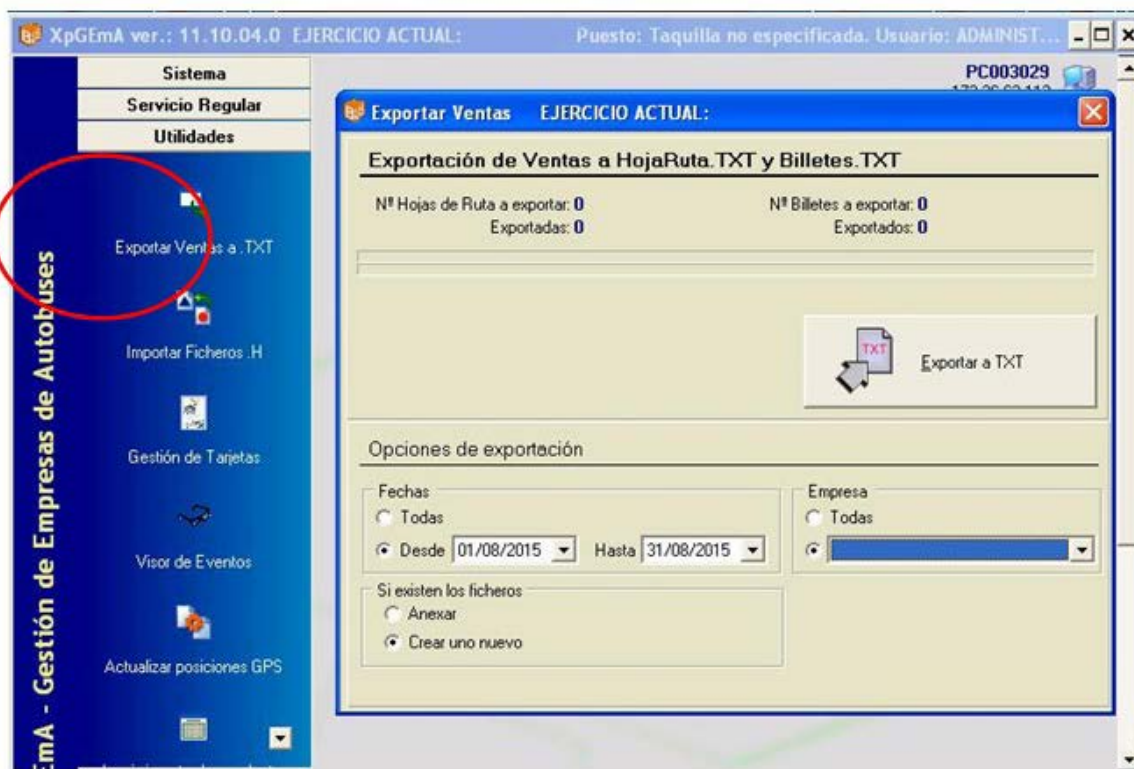 XpGEmA ver.: 11.10.04.0 EJERCICIO ACTUAL: Puesto: Taquilla no especificada. Usuario: ADMINIST...
Sistema
Servicio Regular
Utilidades
Exportar Ventas a .TXT
Importar Ficheros .H
Gestión de Tarjetas
Visor de Eventos
Actualizar posiciones GPS
EmA - Gestión de Empresas de Autobuses
PC003029
Exportar Ventas EJERCICIO ACTUAL:
Exportación de Ventas a HojaRuta.TXT y Billetes.TXT
Nº Hojas de Ruta a exportar: 0 Nº Billetes a exportar: 0
Exportadas: 0 Exportados: 0
TXT
Exportar a TXT
Opciones de exportación
Fechas
Todas
Desde 01/08/2015 Hasta 31/08/2015
Empresa
Todas
Si existen los ficheros
Anexar
Crear uno nuevo